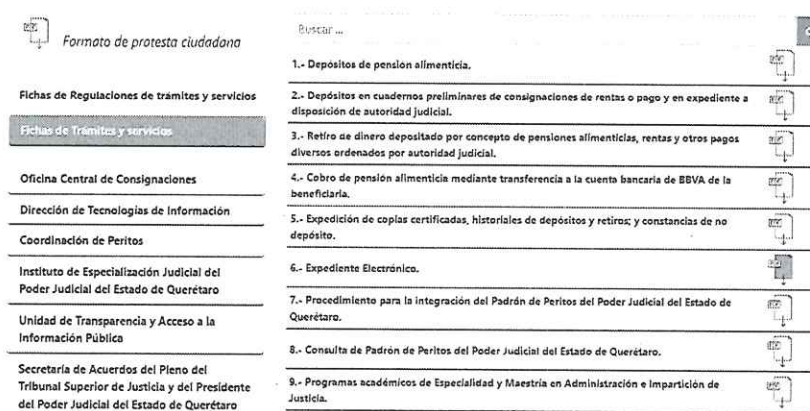 Formato de protesta ciudadana
Fichas de Regulaciones de trámites y servicios
Fichas de Trámites y servicios
Oficina Central de Consignaciones
Dirección de Tecnologías de Información
Coordinación de Peritos
Instituto de Especialización Judicial del
Poder Judicial del Estado de Querétaro
Unidad de Transparencia y Acceso a la
Información Pública
Secretaría de Acuerdos del Pleno del
Tribunal Superior de Justicia y del Presidente
del Poder Judicial del Estado de Querétaro
Buscar ...
1.- Depósitos de pensión alimenticia.
2.- Depósitos en cuadernos preliminares de consignaciones de rentas o pago y en expediente a
disposición de autoridad judicial.
3.- Retiro de dinero depositado por concepto de pensiones alimenticias, rentas y otros pagos
diversos ordenados por autoridad judicial.
4.- Cobro de pensión alimenticia mediante transferencia a la cuenta bancaria de BBVA de la
beneficiaria.
5.- Expedición de copias certificadas, historiales de depósitos y retiros; y constancias de no
depósito.
6.- Expediente Electrónico.
7.- Procedimiento para la integración del Padrón de Peritos del Poder Judicial del Estado de
Querétaro.
8.- Consulta de Padrón de Peritos del Poder Judicial del Estado de Querétaro.
9.- Programas académicos de Especialidad y Maestría en Administración e Impartición de
Justicia.